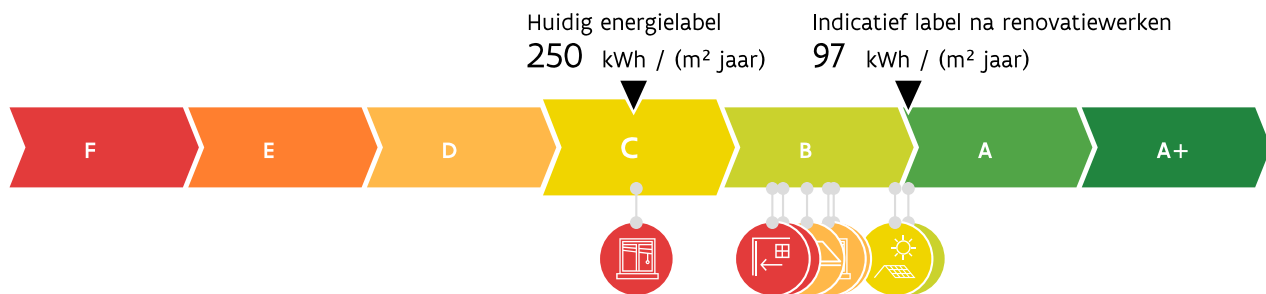 Huidig energielabel
250 kWh / (m² jaar)
Indicatief label na renovatiewerken
97 kWh / (m² jaar)
F E D C B A A+